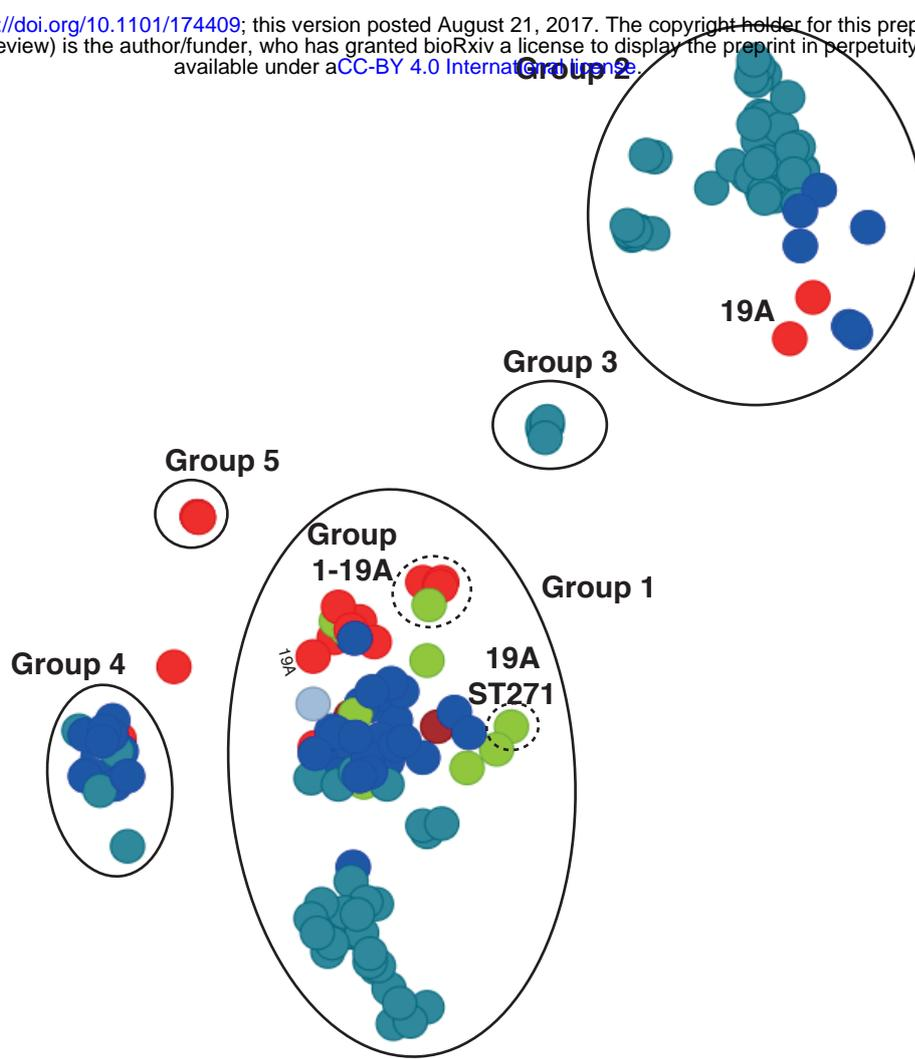 ://doi.org/10.1101/174409; this version posted August 21, 2017. The copyright holder for this prep
eview) is the author/funder, who has granted bioRxiv a license to display the preprint in perpetuity
available under aCC-BY 4.0 International license.
Group 2
19A
Group 3
Group 5
Group
1-19A
Group 1
19A
Group 4
19A
ST271